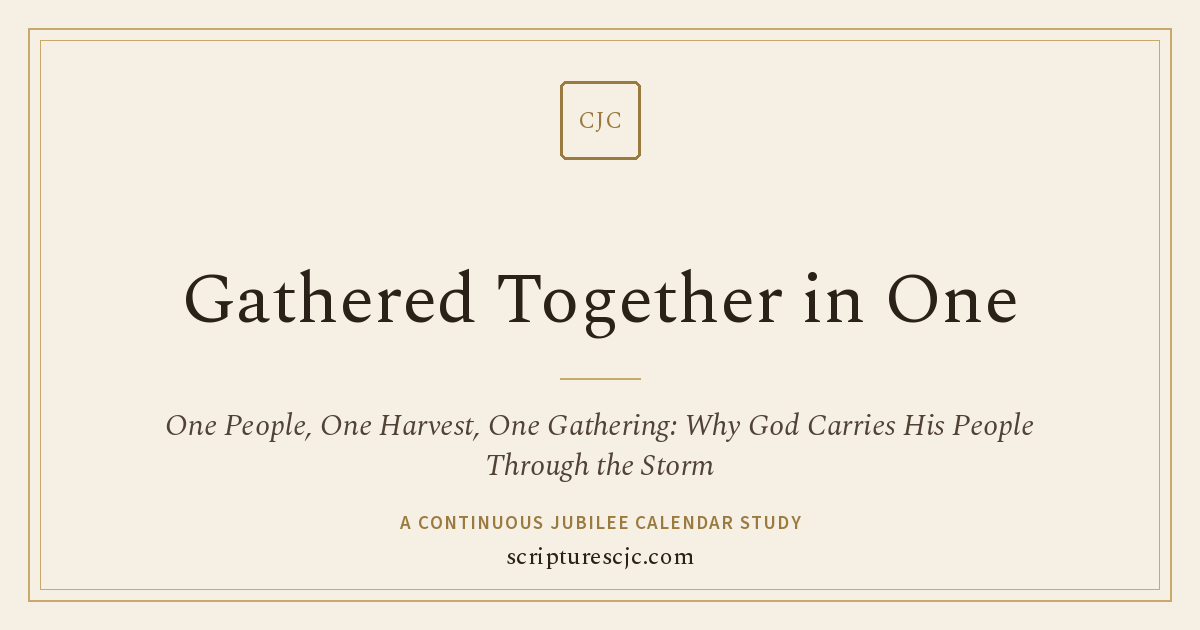 CJC
Gathered Together in One
One People, One Harvest, One Gathering: Why God Carries His People
Through the Storm
A CONTINUOUS JUBILEE CALENDAR STUDY
scripturescjc.com